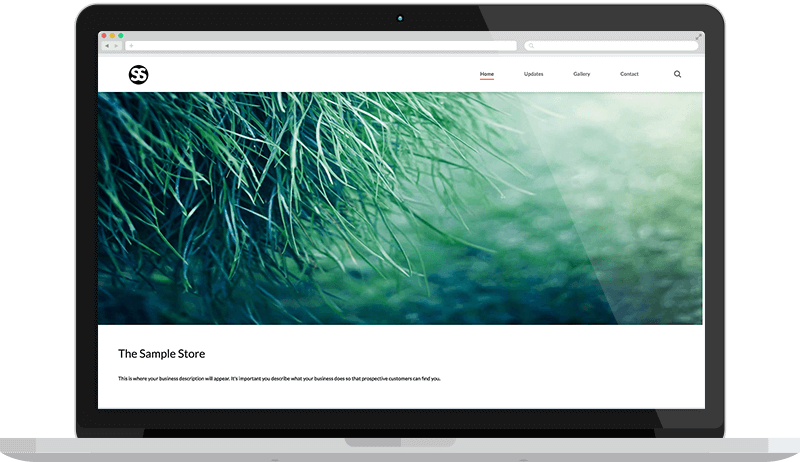 SS
Home Updates Gallery Contact
The Sample Store
This is where your business description will appear. It's important you describe what your business does so that prospective customers can find you.